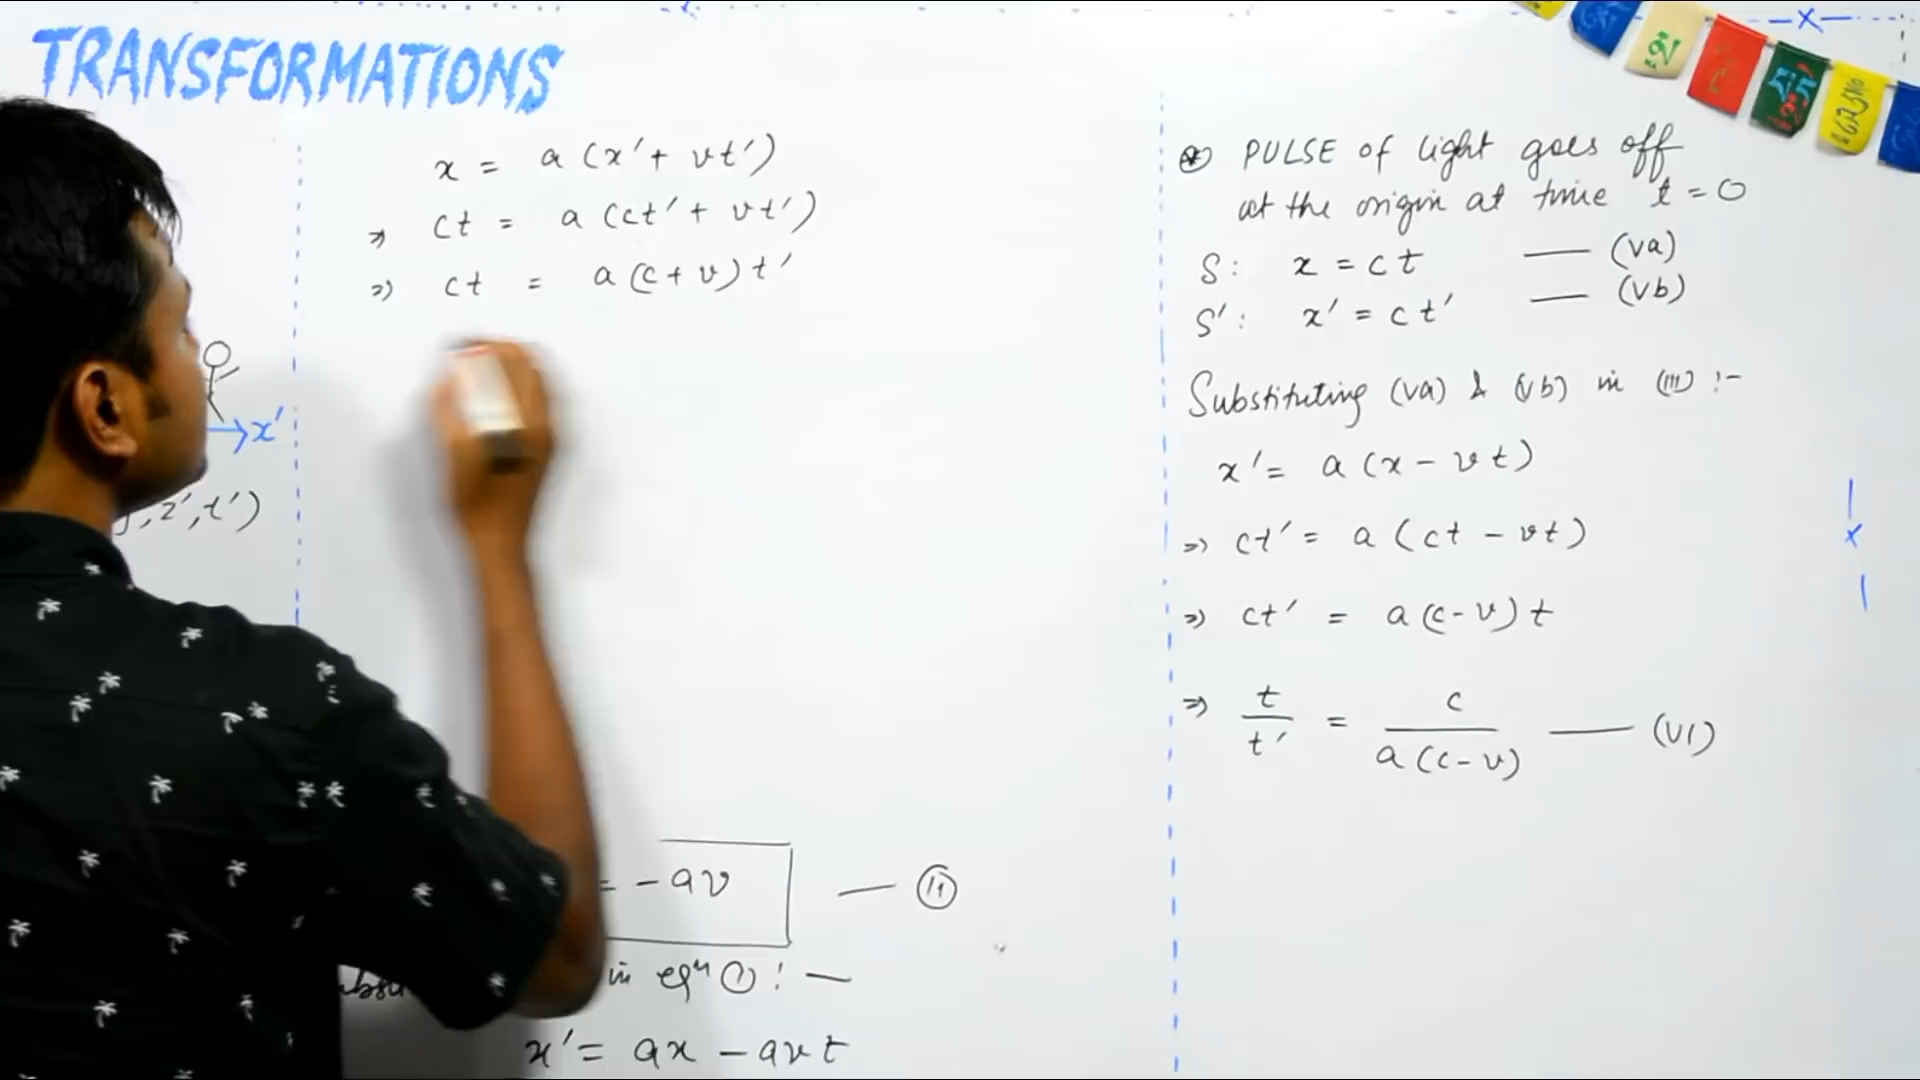 TRANSFORMATIONS
x'
, z', t')
x = a (x' + vt')
⇒ ct = a (ct' + vt')
⇒ ct = a (c + v) t'
= - av — (II)
in eqⁿ (1) : —
x' = ax - avt
PULSE of light goes off
at the origin at time t = 0
S: x = ct — (Va)
S': x' = ct' — (Vb)
Substituting (Va) & (Vb) in (III) :-
x' = a (x - vt)
⇒ ct' = a (ct - vt)
⇒ ct' = a (c - v) t
⇒ t/t' = c/a(c - v) — (VI)
x
x